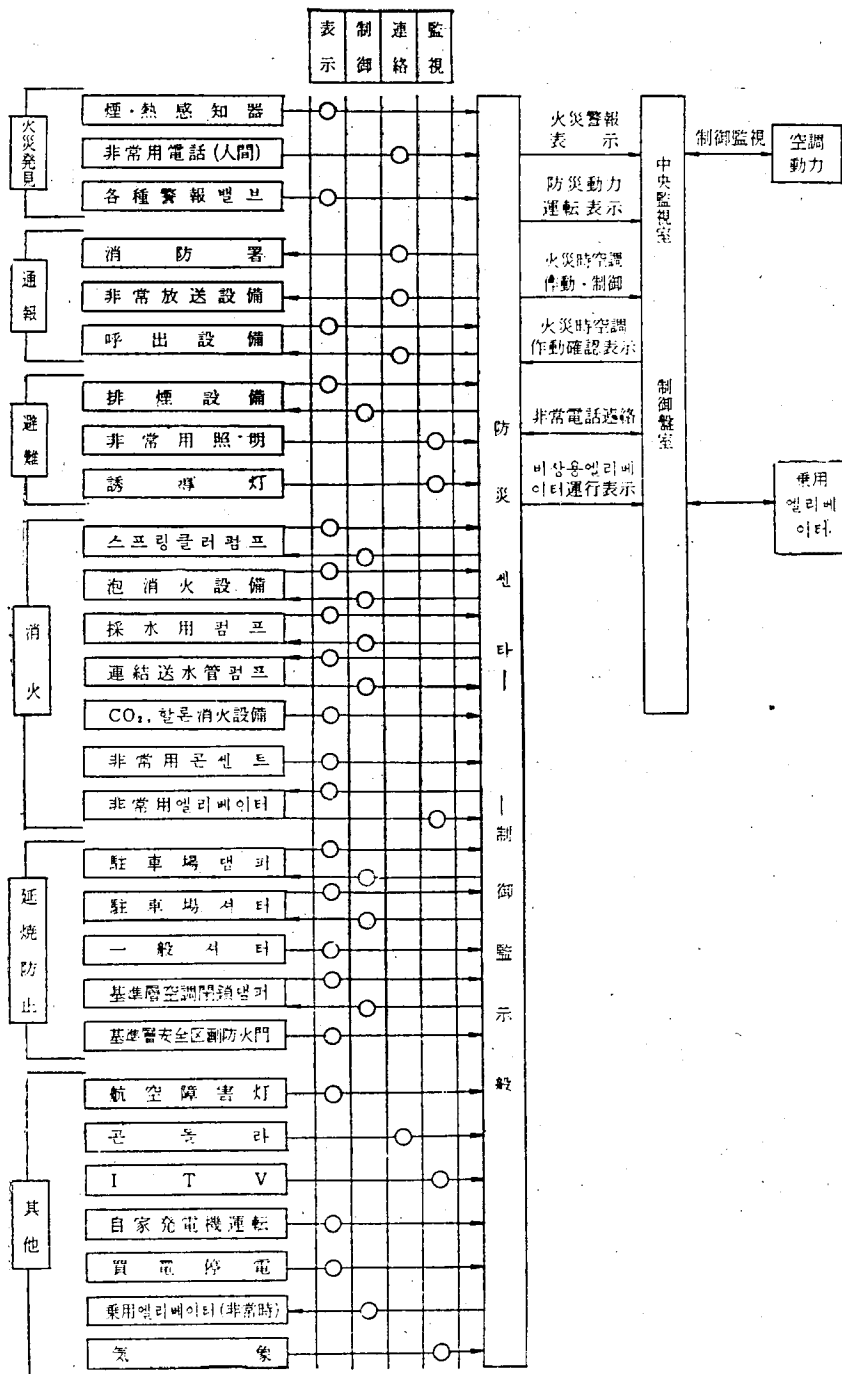 表示
制御
連絡
監視
火災発見
煙·熱感知器
非常用電話(人間)
各種警報밸브
通報
消防署
非常放送設備
呼出設備
避難
排煙設備
非常用照明
誘導灯
消火
스프링클러펌프
泡消火設備
採水用펌프
連結送水管펌프
CO₂, 할론消火設備
非常用콘센트
非常用엘리베이터
延焼防止
駐車場댐퍼
駐車場셔터
一般셔터
基準層空調閉鎖댐퍼
基準層安全区劃防火門
其他
航空障害灯
곤돌라
ITV
自家発電機運転
買電停電
乗用엘리베이터(非常時)
気象
防災센타ー
ー制御監示般
火災警報
表示
防災動力
運転表示
火災時空調
作動·制御
火災時空調
作動確認表示
非常電話連絡
비상用엘리베
이터運行表示
中央監視室
制御盤室
制御監視
空調
動力
乗用
엘리베
이터